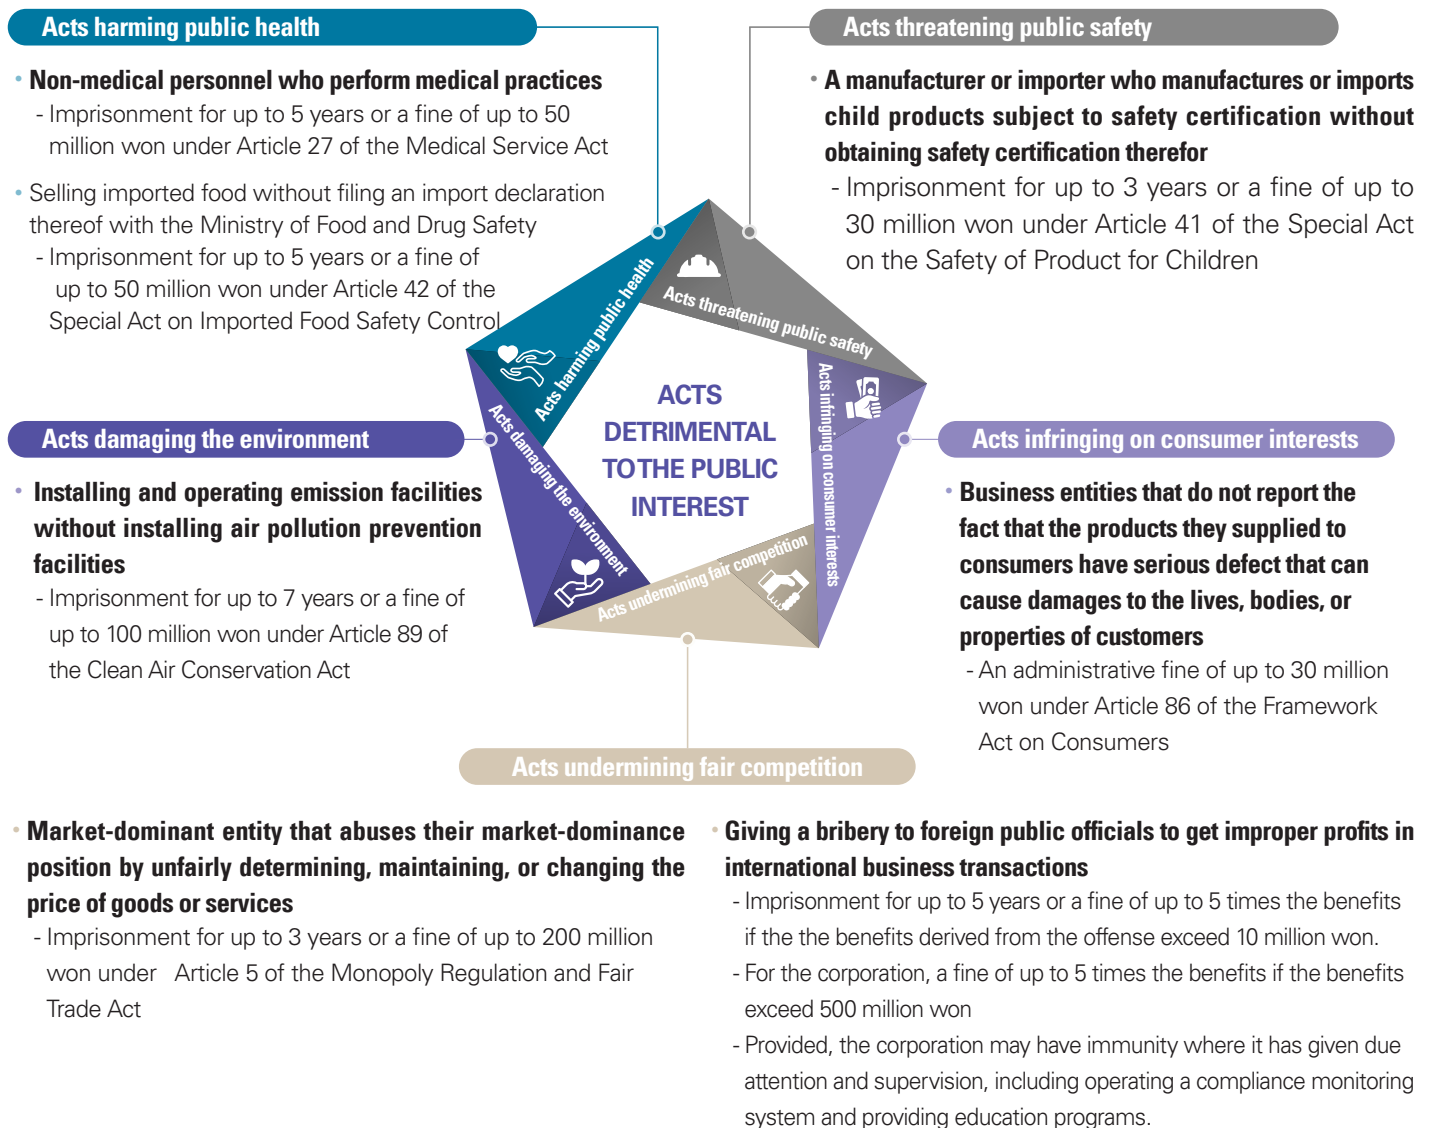 Acts harming public health
• Non-medical personnel who perform medical practices
- Imprisonment for up to 5 years or a fine of up to 50
million won under Article 27 of the Medical Service Act
• Selling imported food without filing an import declaration
thereof with the Ministry of Food and Drug Safety
- Imprisonment for up to 5 years or a fine of
up to 50 million won under Article 42 of the
Special Act on Imported Food Safety Control
Acts threatening public safety
• A manufacturer or importer who manufactures or imports
child products subject to safety certification without
obtaining safety certification therefor
- Imprisonment for up to 3 years or a fine of up to
30 million won under Article 41 of the Special Act
on the Safety of Product for Children
Acts harming public health
Acts threatening public safety
Acts infringing on consumer interests
Acts undermining fair competition
Acts damaging the environment
ACTS
DETRIMENTAL
TO THE PUBLIC
INTEREST
Acts damaging the environment
• Installing and operating emission facilities
without installing air pollution prevention
facilities
- Imprisonment for up to 7 years or a fine of
up to 100 million won under Article 89 of
the Clean Air Conservation Act
Acts infringing on consumer interests
• Business entities that do not report the
fact that the products they supplied to
consumers have serious defect that can
cause damages to the lives, bodies, or
properties of customers
- An administrative fine of up to 30 million
won under Article 86 of the Framework
Act on Consumers
Acts undermining fair competition
• Market-dominant entity that abuses their market-dominance
position by unfairly determining, maintaining, or changing the
price of goods or services
- Imprisonment for up to 3 years or a fine of up to 200 million
won under Article 5 of the Monopoly Regulation and Fair
Trade Act
• Giving a bribery to foreign public officials to get improper profits in
international business transactions
- Imprisonment for up to 5 years or a fine of up to 5 times the benefits
if the the benefits derived from the offense exceed 10 million won.
- For the corporation, a fine of up to 5 times the benefits if the benefits
exceed 500 million won
- Provided, the corporation may have immunity where it has given due
attention and supervision, including operating a compliance monitoring
system and providing education programs.